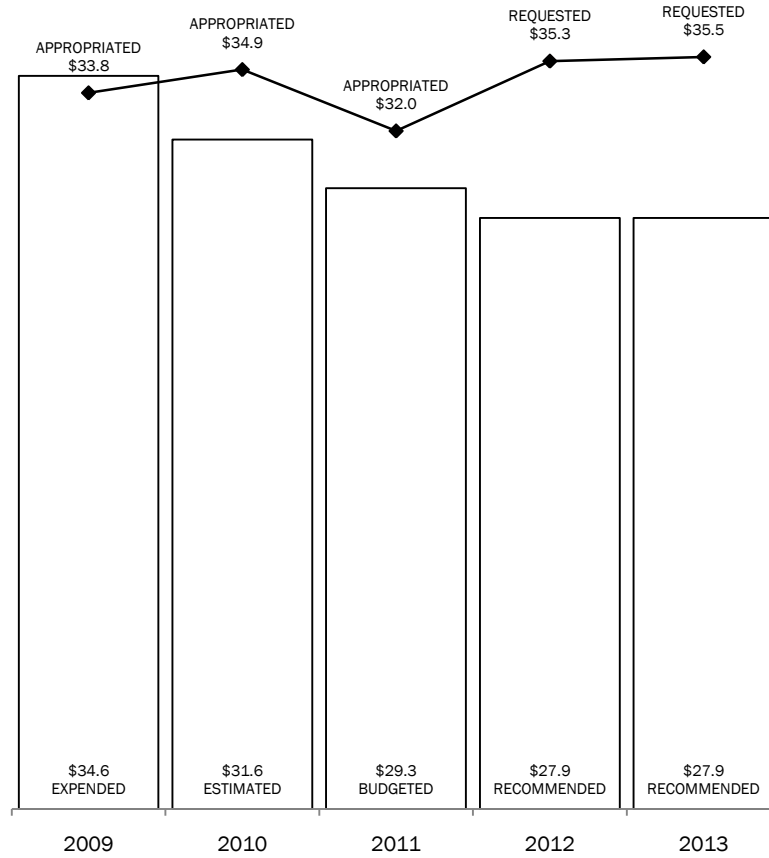 APPROPRIATED
$33.8
APPROPRIATED
$34.9
APPROPRIATED
$32.0
REQUESTED
$35.3
REQUESTED
$35.5
$34.6
EXPENDED
$31.6
ESTIMATED
$29.3
BUDGETED
$27.9
RECOMMENDED
$27.9
RECOMMENDED
2009
2010
2011
2012
2013